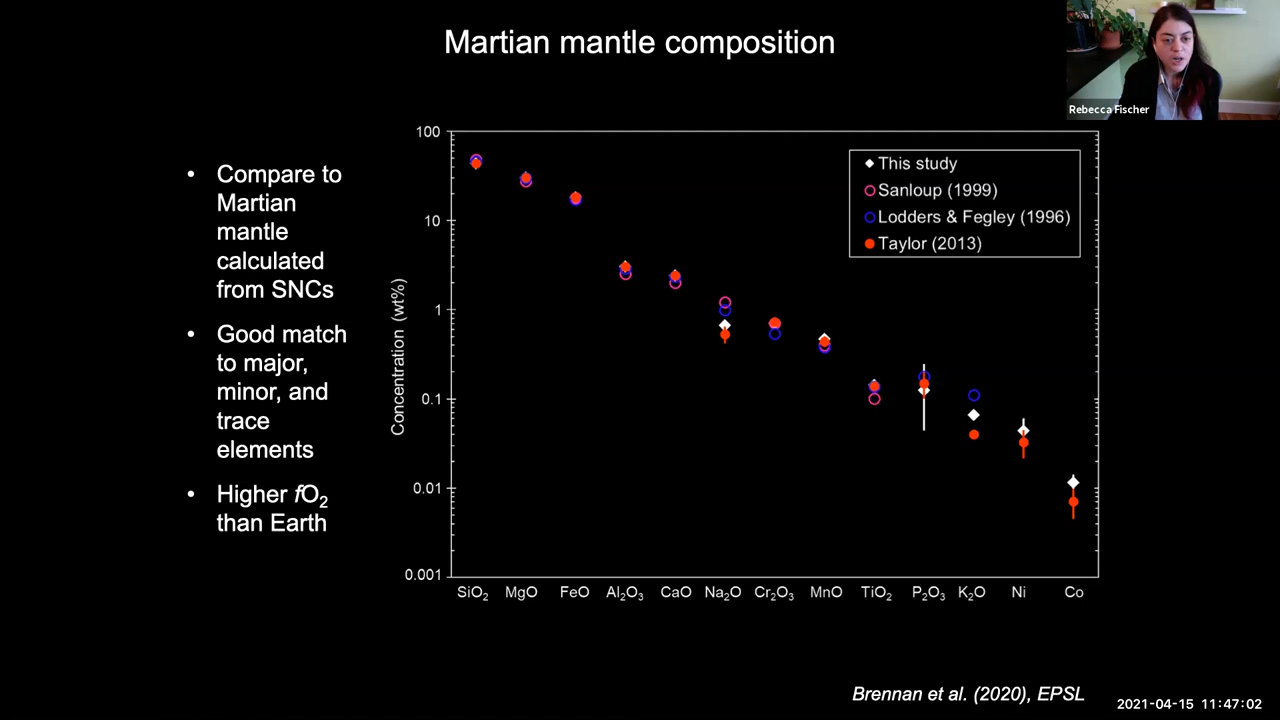 Martian mantle composition
Rebecca Fischer
• Compare to
Martian
mantle
calculated
from SNCs
• Good match
to major,
minor, and
trace
elements
• Higher fO₂
than Earth
Concentration (wt%)
100
10
1
0.1
0.01
0.001
This study
Sanloup (1999)
Lodders & Fegley (1996)
Taylor (2013)
SiO₂ MgO FeO Al₂O₃ CaO Na₂O Cr₂O₃ MnO TiO₂ P₂O₃ K₂O Ni Co
Brennan et al. (2020), EPSL
2021-04-15 11:47:02